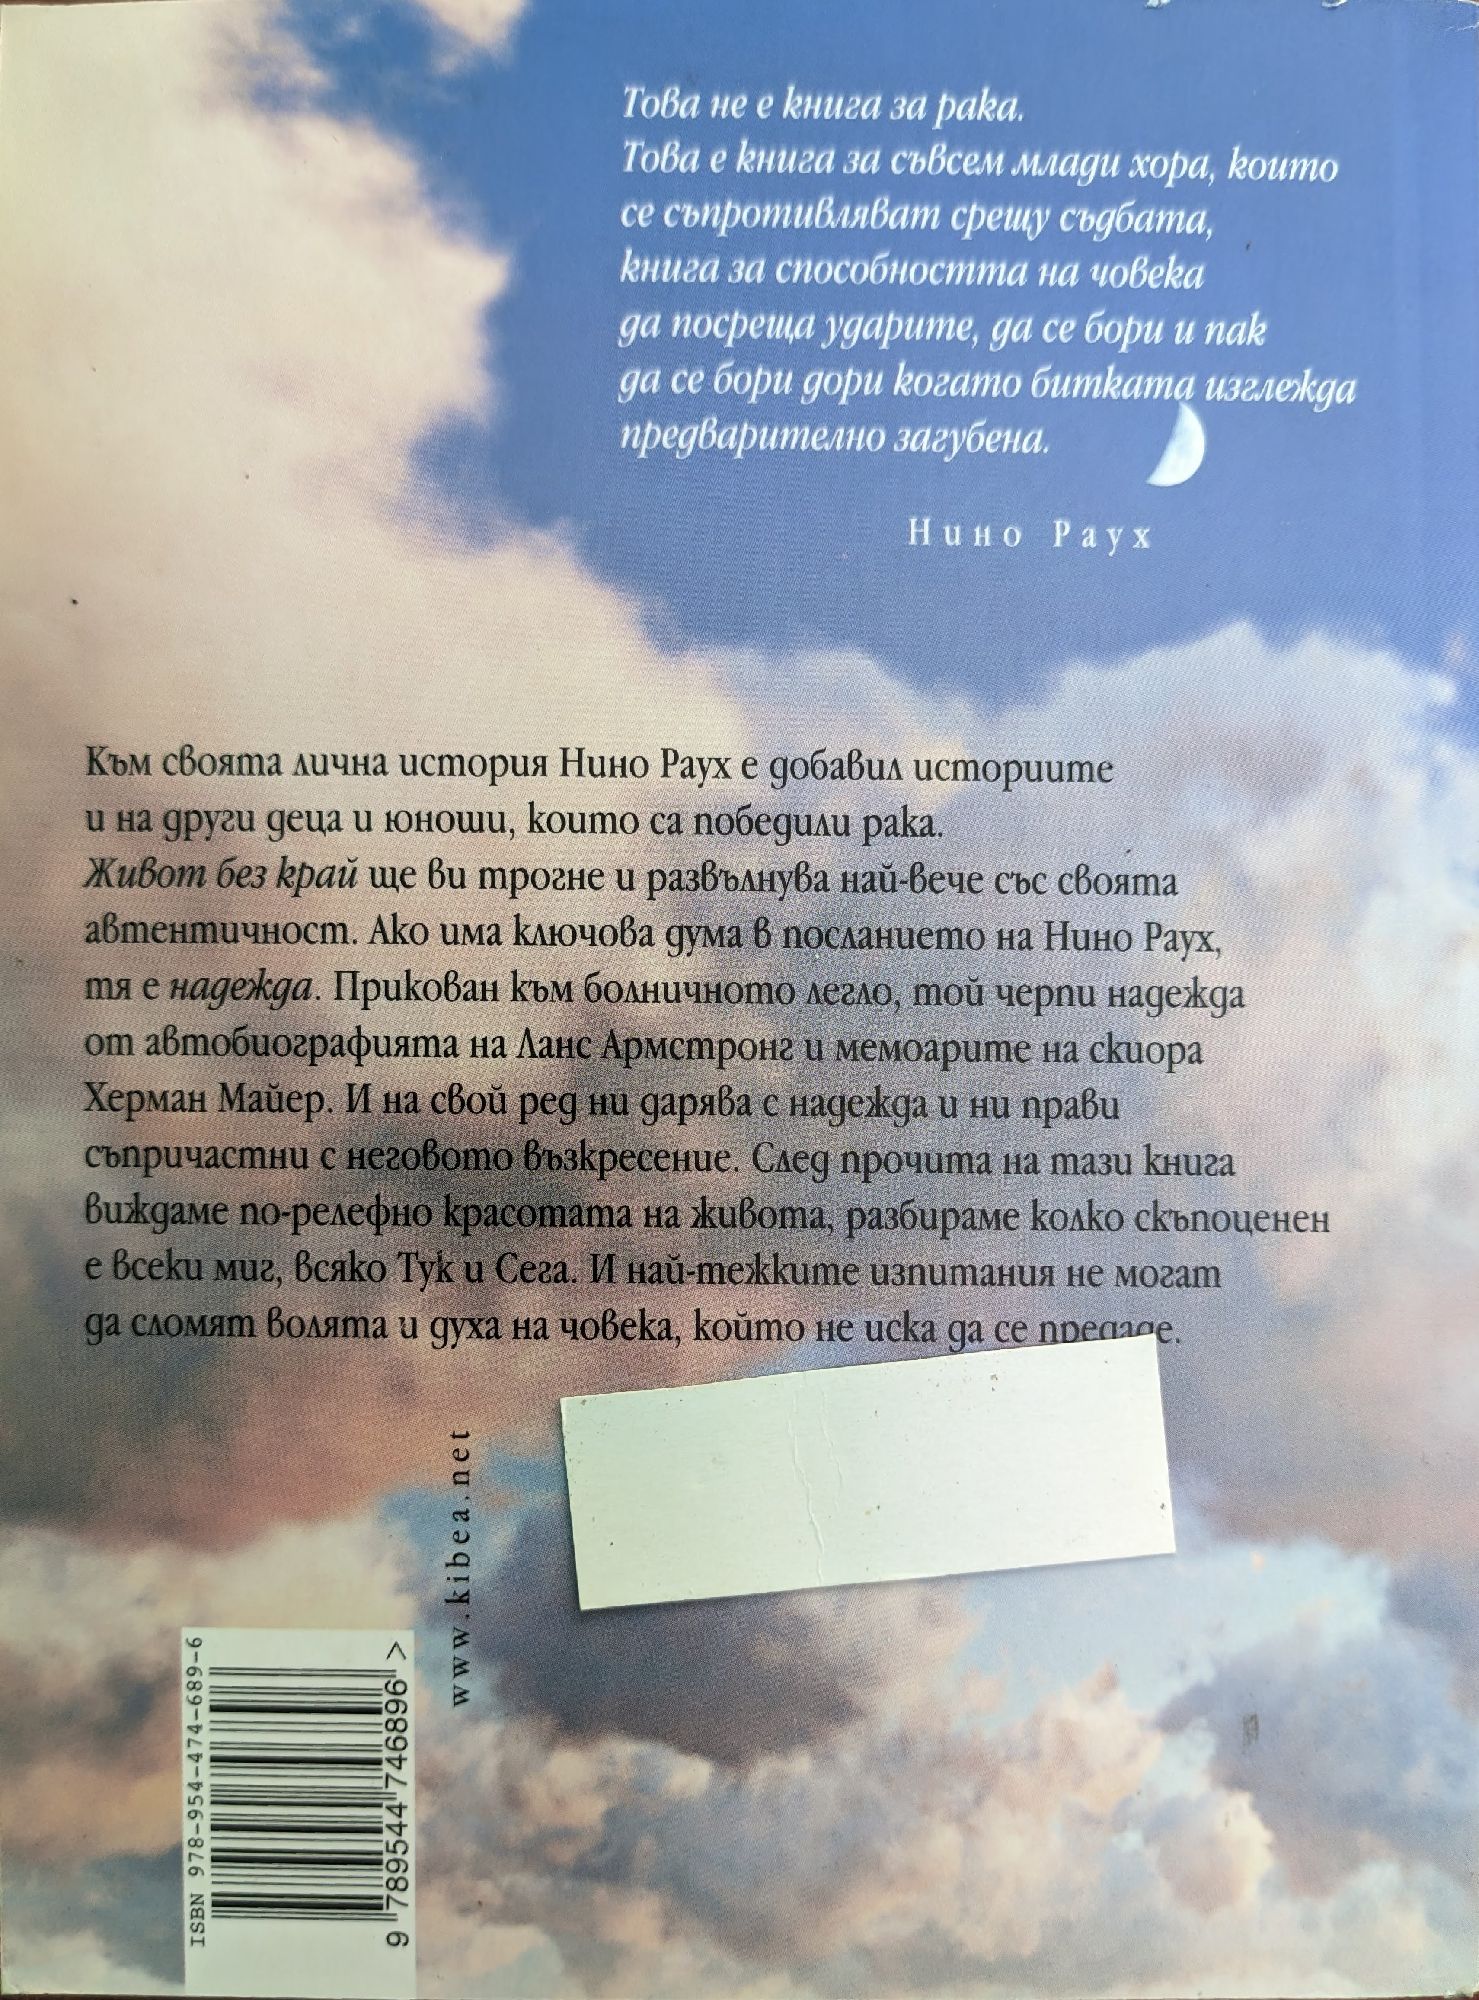 Това не е книга за рака.
Това е книга за съвсем млади хора, които
се съпротивляват срещу съдбата,
книга за способността на човека
да посреща ударите, да се бори и пак
да се бори дори когато битката изглежда
предварително загубена.
Нино Раух
Към своята лична история Нино Раух е добавил историите
и на други деца и юноши, които са победили рака.
Живот без край ще ви трогне и развълнува най-вече със своята
автентичност. Ако има ключова дума в посланието на Нино Раух,
тя е надежда. Прикован към болничното легло, той черпи надежда
от автобиографията на Ланс Армстронг и мемоарите на скиора
Херман Майер. И на свой ред ни дарява с надежда и ни прави
съпричастни с неговото възкресение. След прочита на тази книга
виждаме по-релефно красотата на живота, разбираме колко скъпоценен
е всеки миг, всяко Тук и Сега. И най-тежките изпитания не могат
да сломят волята и духа на човека, който не иска да се предаде.
www.kibea.net
ISBN 978-954-474-689-6
9 789544 746896 >